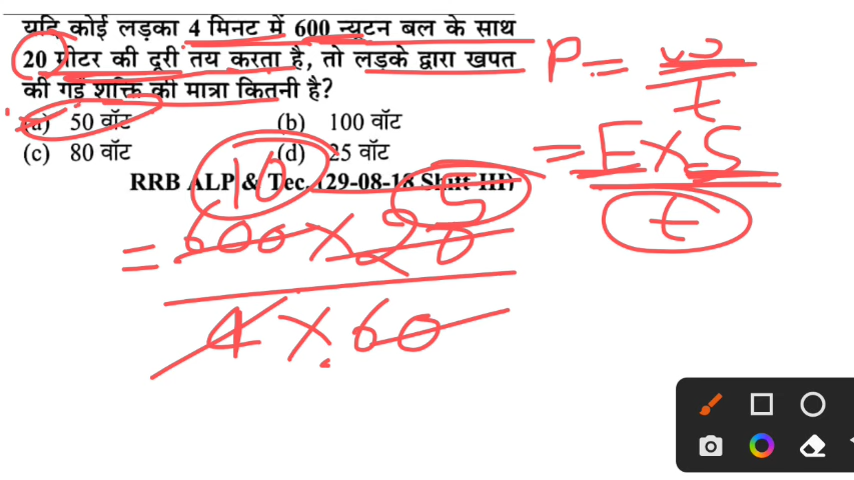 यदि कोई लड़का 4 मिनट में 600 न्यूटन बल के साथ
20 मीटर की दूरी तय करता है, तो लड़के द्वारा खपत
की गई शक्ति की मात्रा कितनी है?
(a) 50 वॉट (b) 100 वॉट
(c) 80 वॉट (d) 25 वॉट
RRB ALP & Tec. (29-08-18 Shift III)
P = w/t
= F×S/t
10 5
= 600×20/4×60